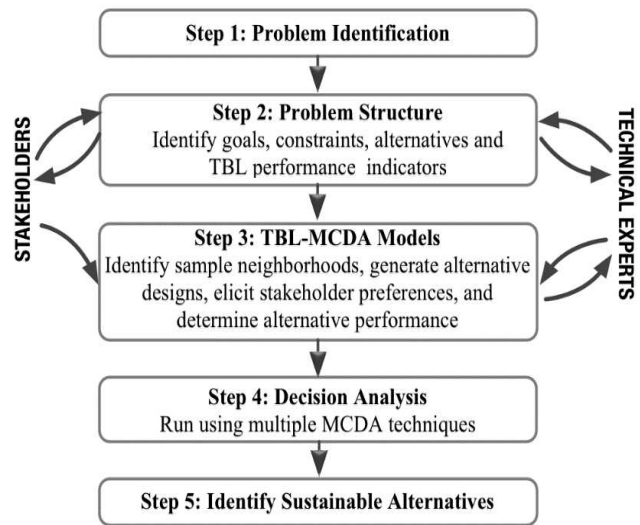 Step 1: Problem Identification
Step 2: Problem Structure
Identify goals, constraints, alternatives and
TBL performance indicators
STAKEHOLDERS
TECHNICAL EXPERTS
Step 3: TBL-MCDA Models
Identify sample neighborhoods, generate alternative
designs, elicit stakeholder preferences, and
determine alternative performance
Step 4: Decision Analysis
Run using multiple MCDA techniques
Step 5: Identify Sustainable Alternatives